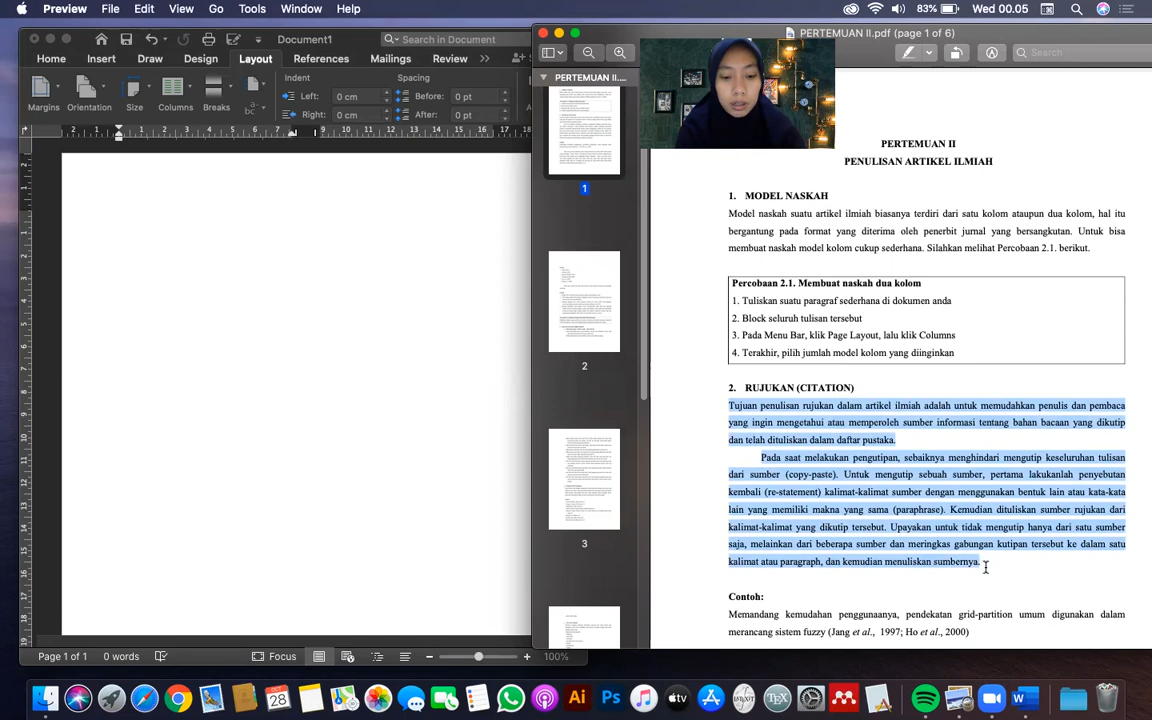 Preview File Edit View Go Tools Window Help
83% Wed 00.05
Document1
Search in Document
Home Insert Draw Design Layout References Mailings Review
Margins Orientation Size Columns Breaks
Indent
Left: 0 cm
Right: 0 cm
Spacing
Before: 0 pt
After: 0 pt
PERTEMUAN II.pdf (page 1 of 6)
Search
PERTEMUAN II....
1
2
3
PERTEMUAN II
PENULISAN ARTIKEL ILMIAH
1. MODEL NASKAH
Model naskah suatu artikel ilmiah biasanya terdiri dari satu kolom ataupun dua kolom, hal itu
bergantung pada format yang diterima oleh penerbit jurnal yang bersangkutan. Untuk bisa
membuat naskah model kolom cukup sederhana. Silahkan melihat Percobaan 2.1. berikut.
Percobaan 2.1. Membuat naskah dua kolom
1. Tuliskan suatu paragraf sederhana di dokumen anda
2. Block seluruh tulisan tersebut
3. Pada Menu Bar, klik Page Layout, lalu klik Columns
4. Terakhir, pilih jumlah model kolom yang diinginkan
2. RUJUKAN (CITATION)
Tujuan penulisan rujukan dalam artikel ilmiah adalah untuk memudahkan penulis dan pembaca
yang ingin mengetahui atau memperoleh sumber informasi tentang bahan bacaan yang dikutip
dan telah dituliskan dalam daftar pustaka.
Pada saat melakukan pengutipan, sebaiknya menghindari mengutip keseluruhan tulisan
dari sumber (copy-paste). Untuk mengutip sebuah sumber, pertama lakukanlah penyebutan
kembali (re-statement) kalimat-kalimat sumber dengan menggunakan bentuk lain atau kata-kata
lain yang memiliki makna yang sama (paraphrase). Kemudian dituliskan sumber rujukan dari
kalimat-kalimat yang dikutip tersebut. Upayakan untuk tidak mengutip hanya dari satu sumber
saja, melainkan dari beberapa sumber dan meringkas gabungan kutipan tersebut ke dalam satu
kalimat atau paragraph, dan kemudian menuliskan sumbernya.
Contoh:
Memandang kemudahan penggunaanya, pendekatan grid-partition umum digunakan dalam
merancang sistem fuzzy (Jang et al., 1997; Ho et al., 2000)
Page 1 of 1 0 words Focus 100%